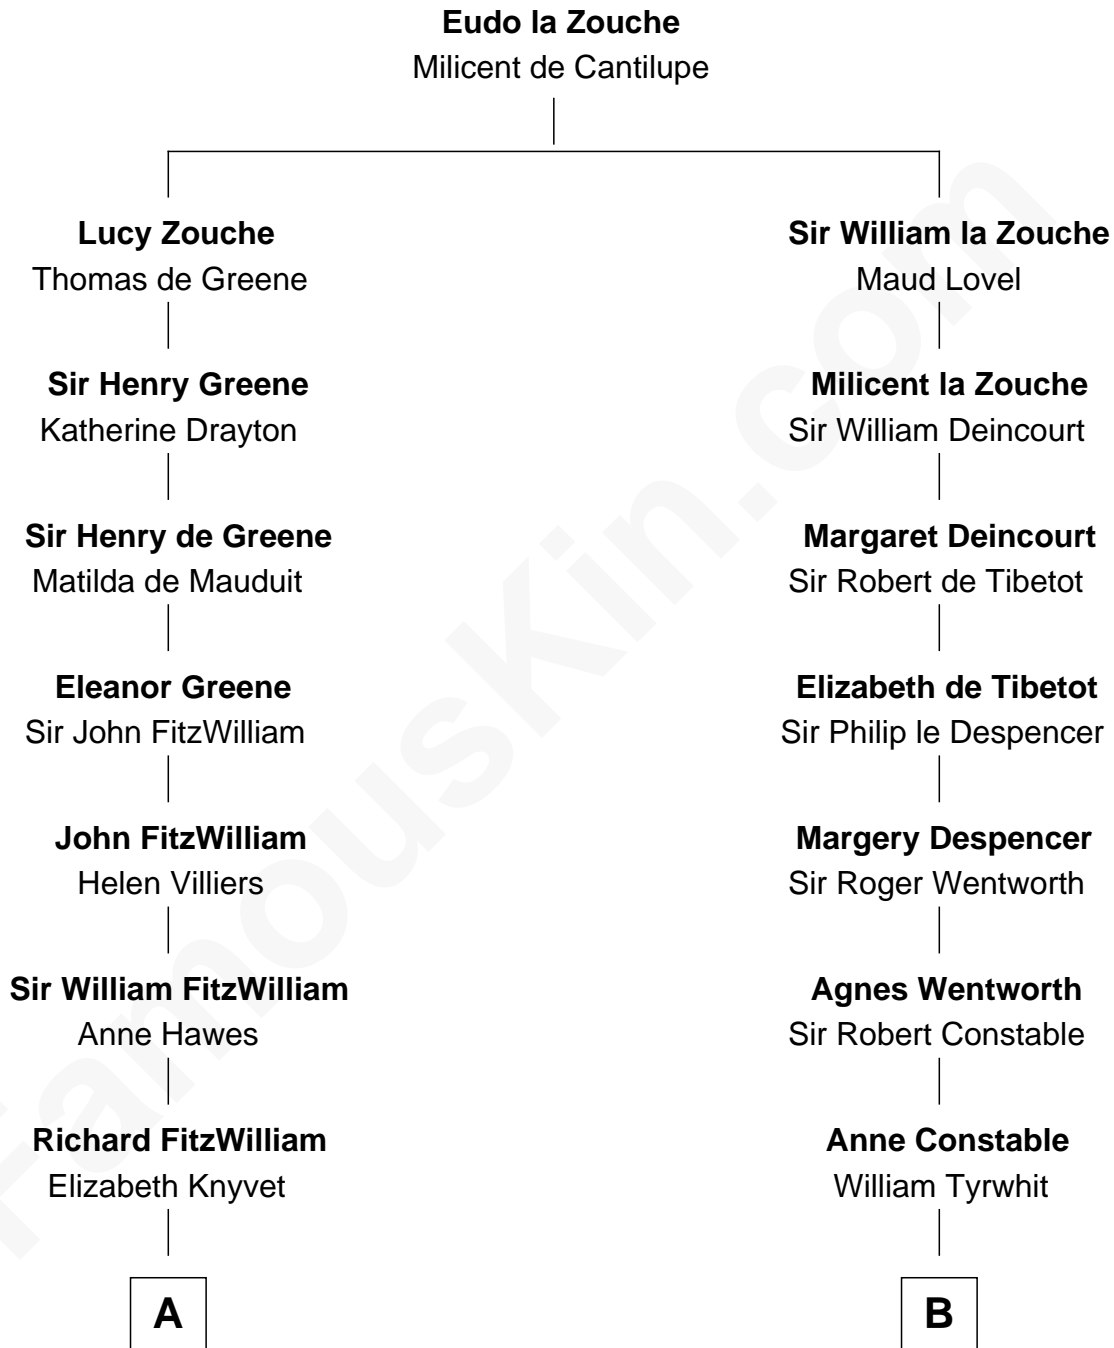 Eudo la Zouche
Milicent de Cantilupe
Lucy Zouche
Thomas de Greene
Sir William la Zouche
Maud Lovel
Sir Henry Greene
Katherine Drayton
Milicent la Zouche
Sir William Deincourt
Sir Henry de Greene
Matilda de Mauduit
Margaret Deincourt
Sir Robert de Tibetot
Eleanor Greene
Sir John FitzWilliam
Elizabeth de Tibetot
Sir Philip le Despencer
John FitzWilliam
Helen Villiers
Margery Despencer
Sir Roger Wentworth
Sir William FitzWilliam
Anne Hawes
Agnes Wentworth
Sir Robert Constable
Richard FitzWilliam
Elizabeth Knyvet
Anne Constable
William Tyrwhit
A
B
FamousKin.com